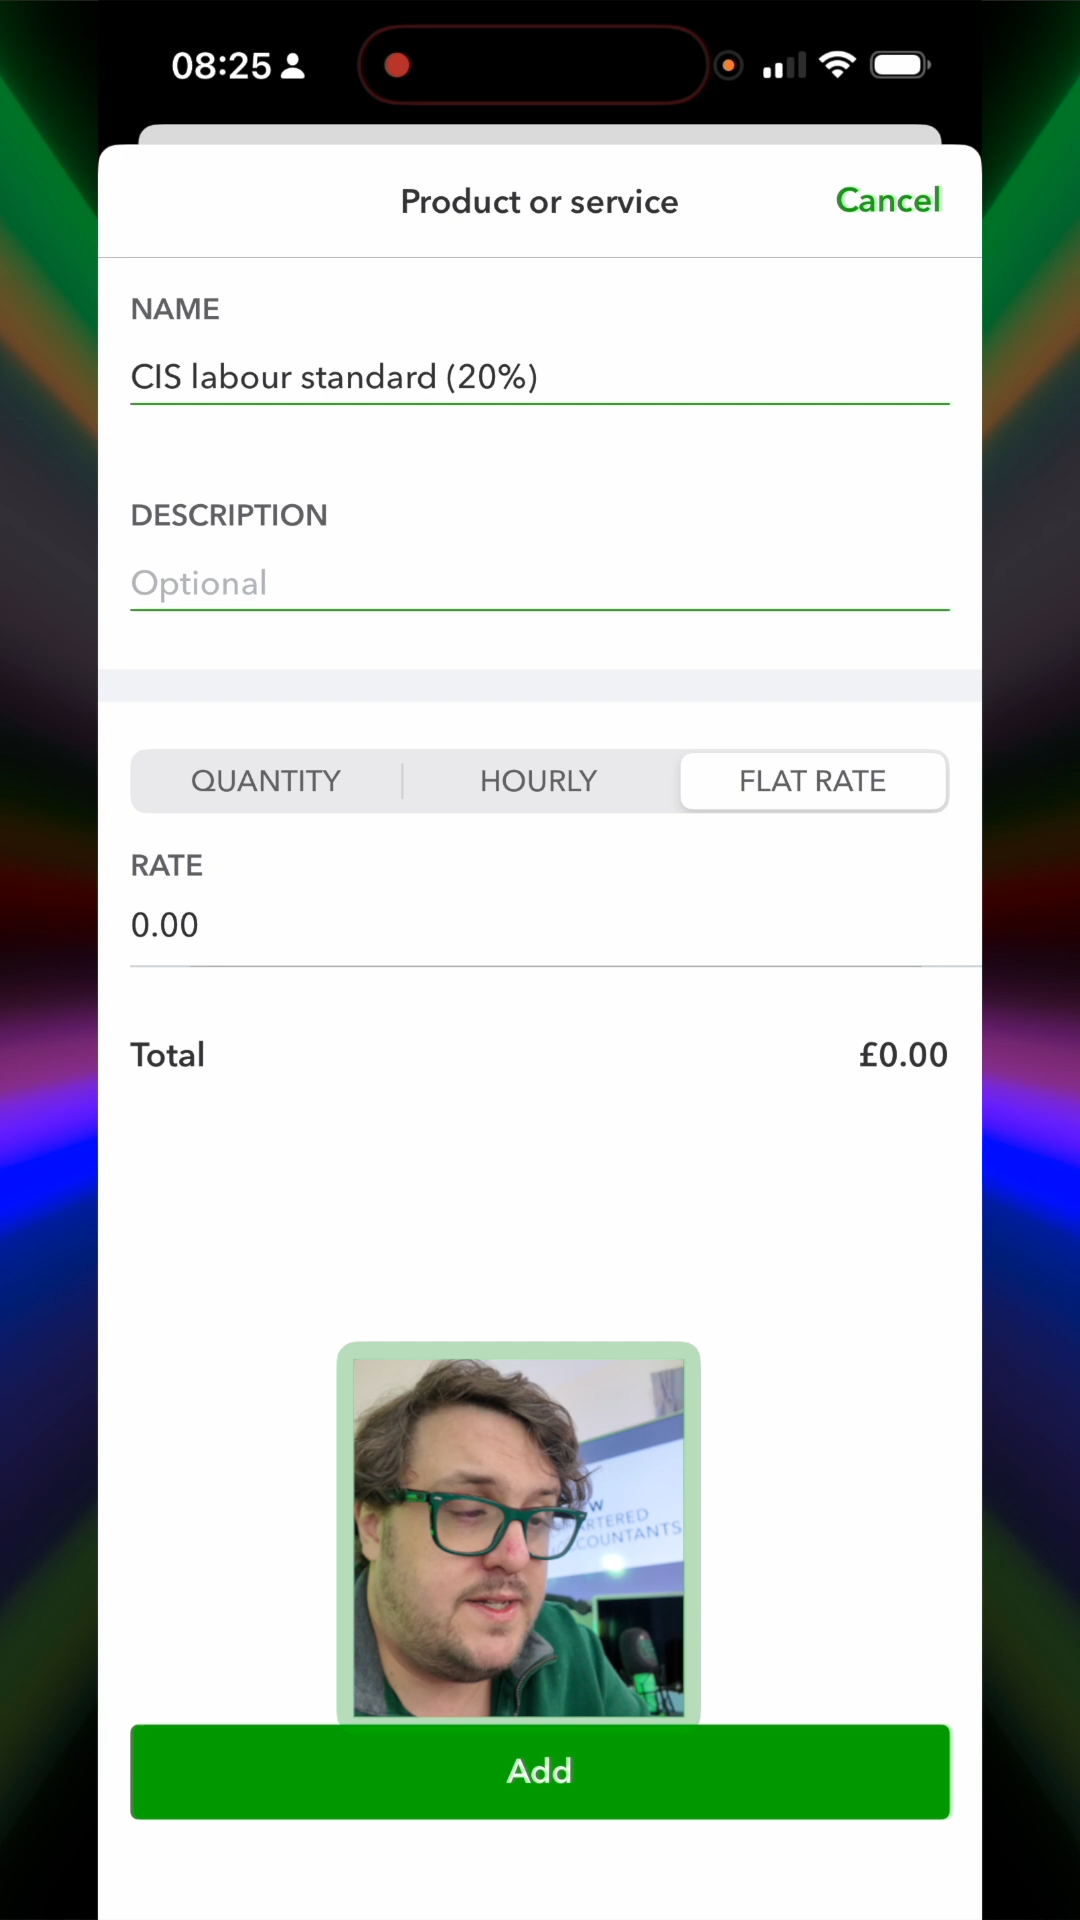 08:25
Product or service
Cancel
NAME
CIS labour standard (20%)
DESCRIPTION
Optional
QUANTITY
HOURLY
FLAT RATE
RATE
0.00
Total
£0.00
W
ACCOUNTANTS
Add